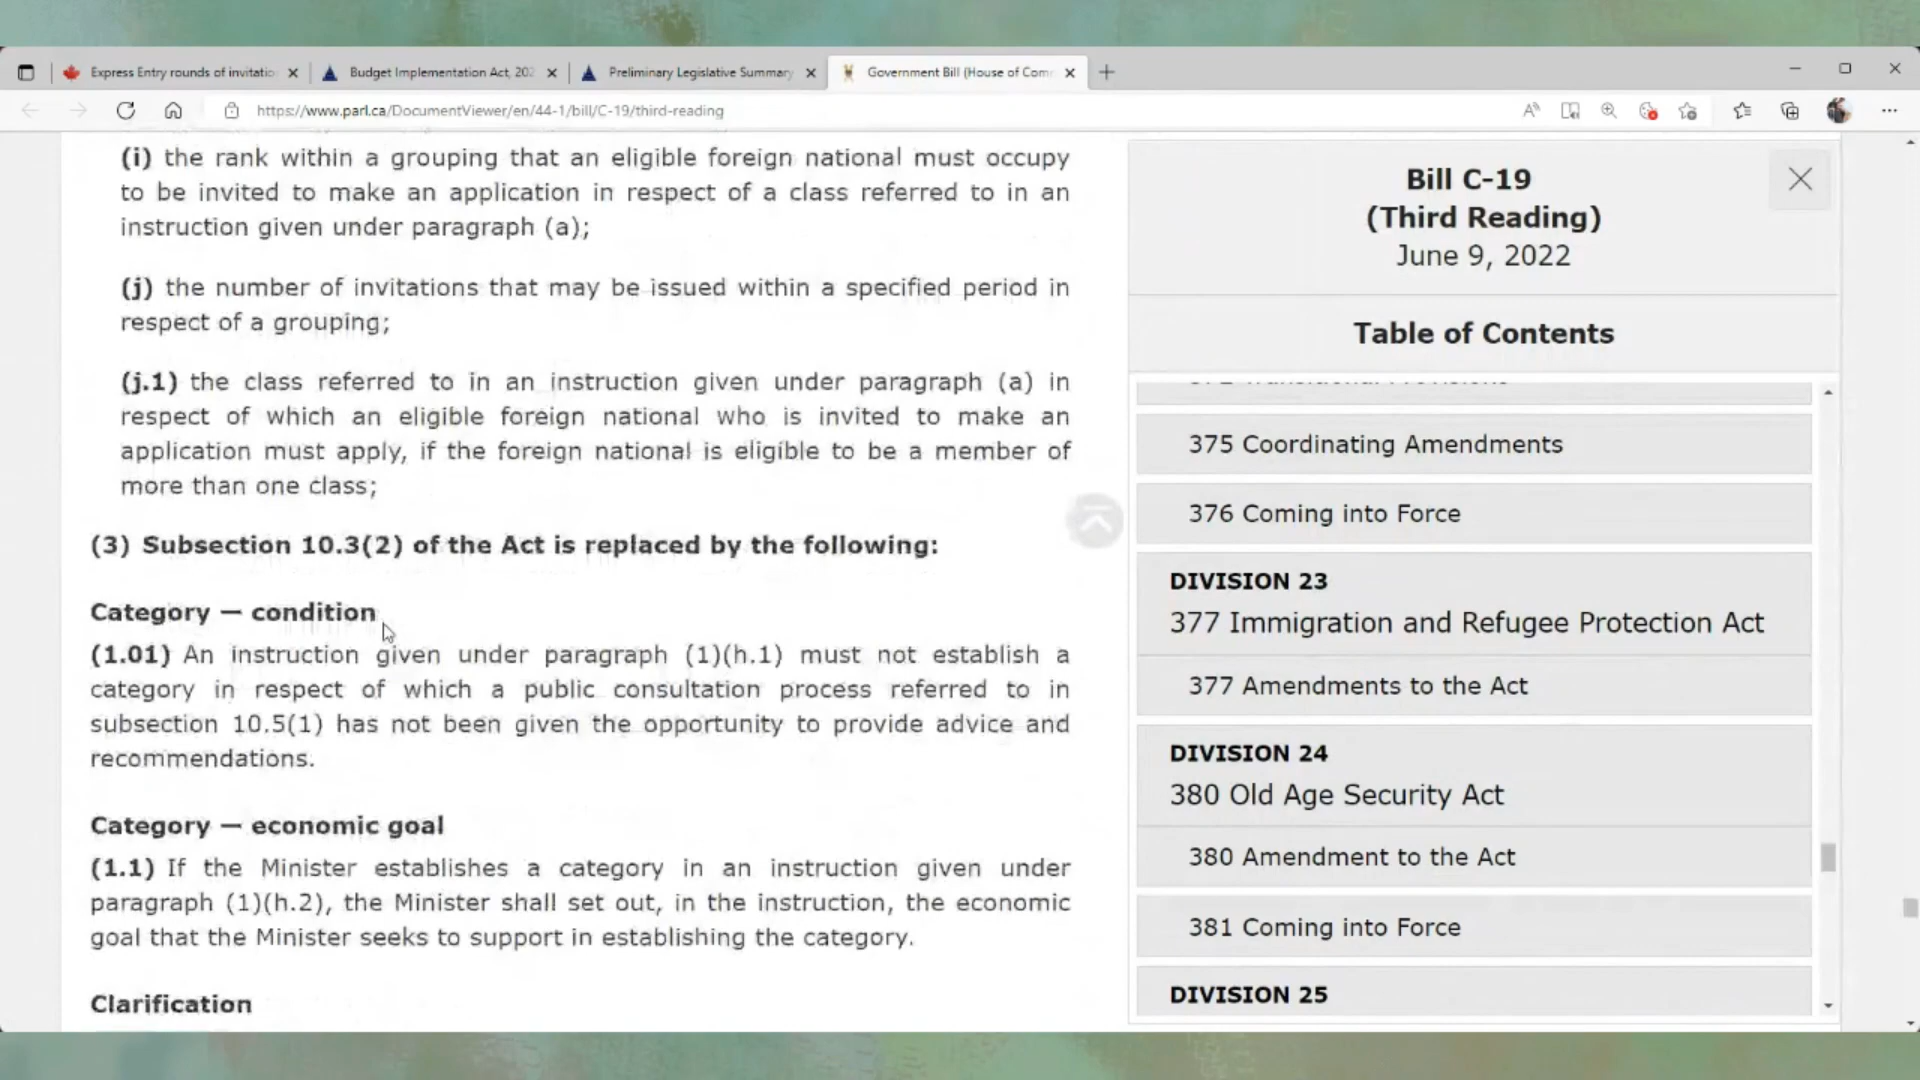 Express Entry rounds of invitatio
Budget Implementation Act, 202
Preliminary Legislative Summary
Government Bill (House of Com
https://www.parl.ca/DocumentViewer/en/44-1/bill/C-19/third-reading
(i) the rank within a grouping that an eligible foreign national must occupy
to be invited to make an application in respect of a class referred to in an
instruction given under paragraph (a);
(j) the number of invitations that may be issued within a specified period in
respect of a grouping;
(j.1) the class referred to in an instruction given under paragraph (a) in
respect of which an eligible foreign national who is invited to make an
application must apply, if the foreign national is eligible to be a member of
more than one class;
(3) Subsection 10.3(2) of the Act is replaced by the following:
Category — condition
(1.01) An instruction given under paragraph (1)(h.1) must not establish a
category in respect of which a public consultation process referred to in
subsection 10.5(1) has not been given the opportunity to provide advice and
recommendations.
Category — economic goal
(1.1) If the Minister establishes a category in an instruction given under
paragraph (1)(h.2), the Minister shall set out, in the instruction, the economic
goal that the Minister seeks to support in establishing the category.
Clarification
Bill C-19
(Third Reading)
June 9, 2022
Table of Contents
375 Coordinating Amendments
376 Coming into Force
DIVISION 23
377 Immigration and Refugee Protection Act
377 Amendments to the Act
DIVISION 24
380 Old Age Security Act
380 Amendment to the Act
381 Coming into Force
DIVISION 25